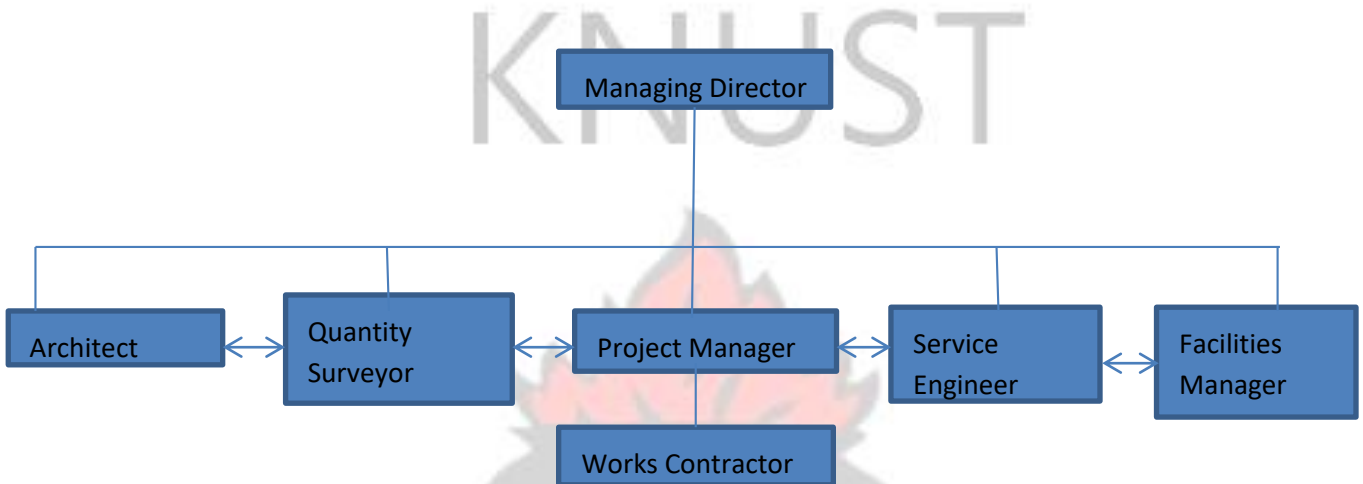 KNUST
Managing Director
Architect
Quantity
Surveyor
Project Manager
Service
Engineer
Facilities
Manager
Works Contractor